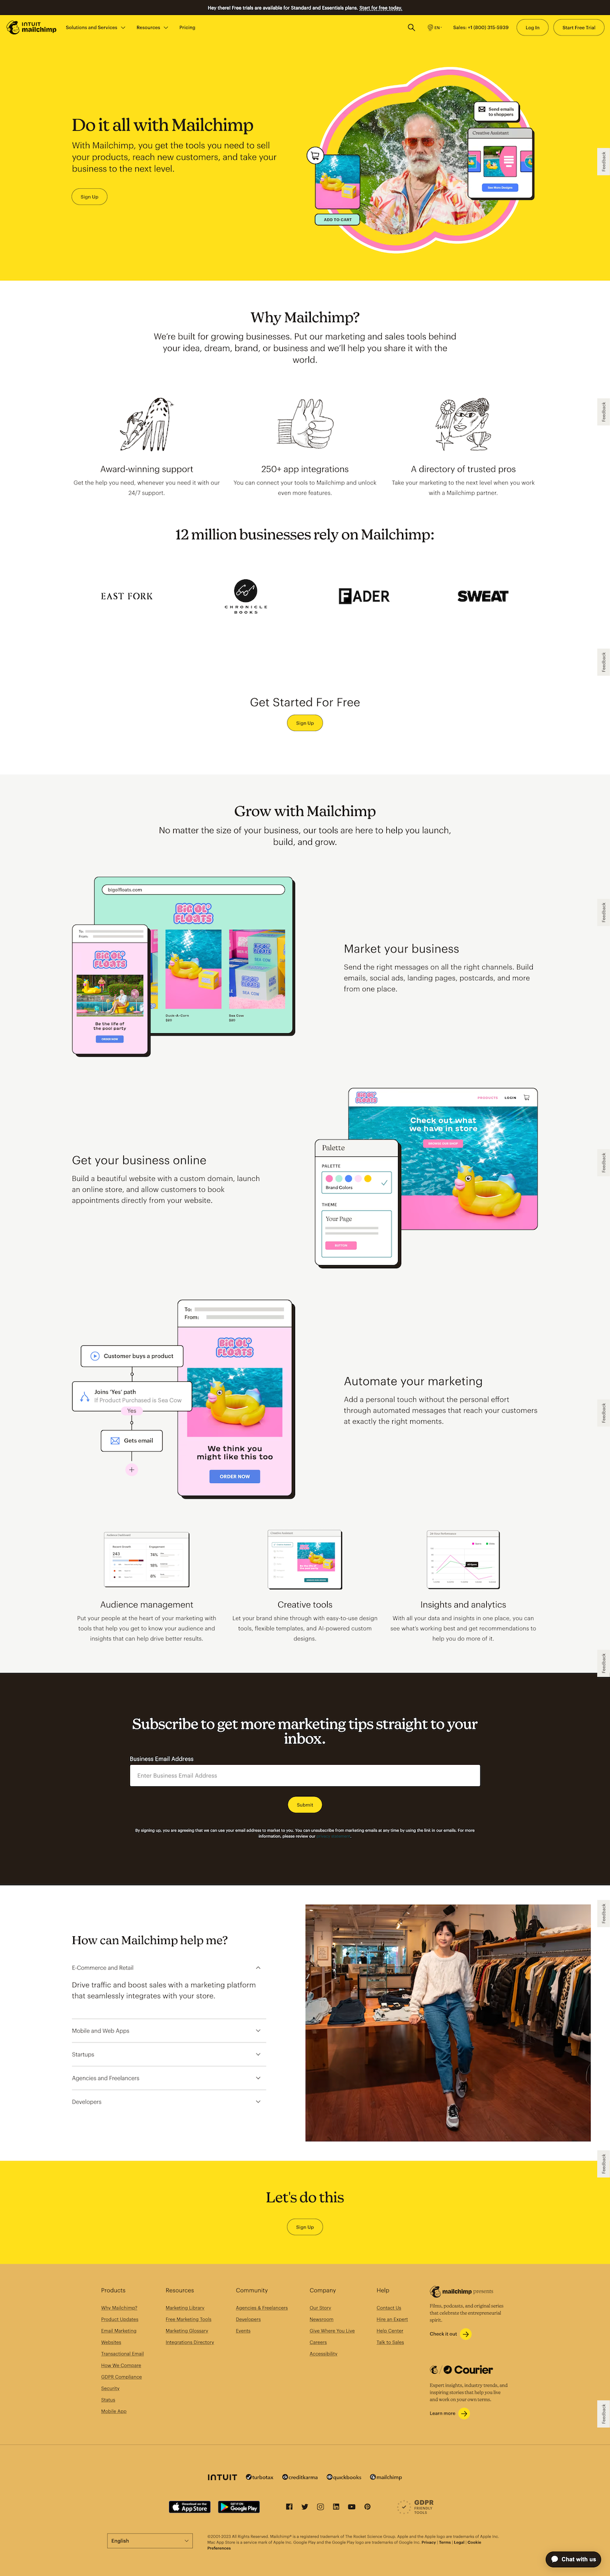 Hey there! Free trials are available for Standard and Essentials plans. Start for free today.
INTUIT
mailchimp
Solutions and Services
Resources
Pricing
EN
Sales: +1 (800) 315-5939
Log In
Start Free Trial
Do it all with Mailchimp
With Mailchimp, you get the tools you need to sell
your products, reach new customers, and take your
business to the next level.
Sign Up
Send emails
to shoppers
Creative Assistant
ADD TO CART
Feedback
Why Mailchimp?
We're built for growing businesses. Put our marketing and sales tools behind
your idea, dream, brand, or business and we'll help you share it with the
world.
Feedback
Award-winning support
Get the help you need, whenever you need it with our
24/7 support.
250+ app integrations
You can connect your tools to Mailchimp and unlock
even more features.
A directory of trusted pros
Take your marketing to the next level when you work
with a Mailchimp partner.
12 million businesses rely on Mailchimp:
EAST FORK
CHRONICLE
BOOKS
FADER
SWEAT
Feedback
Get Started For Free
Sign Up
Grow with Mailchimp
No matter the size of your business, our tools are here to help you launch,
build, and grow.
bigolfloats.com
BIG OL'
FLOATS
To:
From:
BIG OL'
FLOATS
Be the life of
the pool party
Sea Cow
Feedback
Market your business
Send the right messages on all the right channels. Build
emails, social ads, landing pages, postcards, and more
from one place.
Get your business online
Build a beautiful website with a custom domain, launch
an online store, and allow customers to book
appointments directly from your website.
BIG OL'
FLOATS
PRODUCTS
LOGIN
Check out what
we have in store
Palette
PALETTE
Brand Colors
THEME
Your Page
Feedback
To:
From:
BIG OL'
FLOATS
Customer buys a product
Joins 'Yes' path
If Product Purchased is Sea Cow
Yes
Gets email
We think you
might like this too
ORDER NOW
Automate your marketing
Add a personal touch without the personal effort
through automated messages that reach your customers
at exactly the right moments.
Feedback
Audience management
Put your people at the heart of your marketing with
tools that help you get to know your audience and
insights that can help drive better results.
Creative tools
Let your brand shine through with easy-to-use design
tools, flexible templates, and AI-powered custom
designs.
Insights and analytics
With all your data and insights in one place, you can
see what's working best and get recommendations to
help you do more of it.
Feedback
Subscribe to get more marketing tips straight to your
inbox.
Business Email Address
Enter Business Email Address
Submit
By signing up, you are agreeing that we can use your email address to market to you. You can unsubscribe from marketing emails at any time by using the link in our emails. For more
information, please review our
Feedback
How can Mailchimp help me?
E-Commerce and Retail
Drive traffic and boost sales with a marketing platform
that seamlessly integrates with your store.
Mobile and Web Apps
Startups
Agencies and Freelancers
Developers
Feedback
Let's do this
Sign Up
Products
Why Mailchimp?
Product Updates
Email Marketing
Websites
Transactional Email
How We Compare
GDPR Compliance
Security
Status
Mobile App
Resources
Marketing Library
Free Marketing Tools
Marketing Glossary
Integrations Directory
Community
Agencies & Freelancers
Developers
Events
Company
Our Story
Newsroom
Give Where You Live
Careers
Accessibility
Help
Contact Us
Hire an Expert
Help Center
Talk to Sales
mailchimp presents
Films, podcasts, and original series
that celebrate the entrepreneurial
spirit.
Check it out
Courier
Expert insights, industry trends, and
inspiring stories that help you live
and work on your own terms.
Learn more
Feedback
INTUIT
turbotax
creditkarma
quickbooks
mailchimp
Download on the
App Store
GET IT ON
Google Play
GDPR
FRIENDLY
TOOLS
English
©2001-2023 All Rights Reserved. Mailchimp® is a registered trademark of The Rocket Science Group. Apple and the Apple logo are trademarks of Apple Inc.
Mac App Store is a service mark of Apple Inc. Google Play and the Google Play logo are trademarks of Google Inc. Privacy | Terms | Legal | Cookie
Preferences
Chat with us